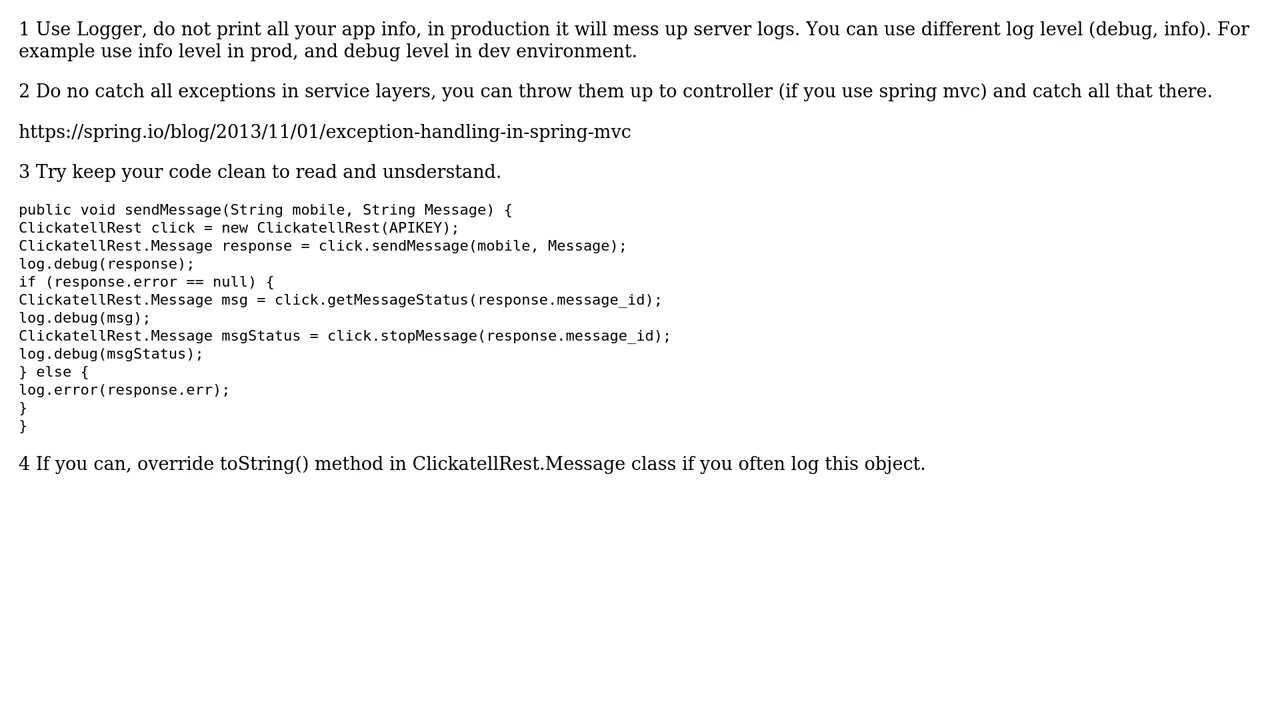 1 Use Logger, do not print all your app info, in production it will mess up server logs. You can use different log level (debug, info). For
example use info level in prod, and debug level in dev environment.
2 Do no catch all exceptions in service layers, you can throw them up to controller (if you use spring mvc) and catch all that there.
https://spring.io/blog/2013/11/01/exception-handling-in-spring-mvc
3 Try keep your code clean to read and unsderstand.
public void sendMessage(String mobile, String Message) {
ClickatellRest click = new ClickatellRest(APIKEY);
ClickatellRest.Message response = click.sendMessage(mobile, Message);
log.debug(response);
if (response.error == null) {
ClickatellRest.Message msg = click.getMessageStatus(response.message_id);
log.debug(msg);
ClickatellRest.Message msgStatus = click.stopMessage(response.message_id);
log.debug(msgStatus);
} else {
log.error(response.err);
}
}
4 If you can, override toString() method in ClickatellRest.Message class if you often log this object.